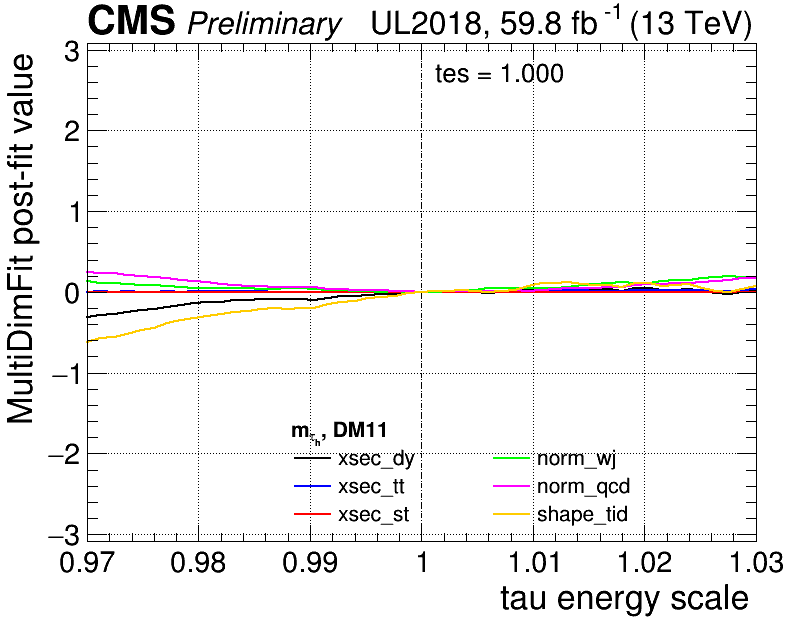 CMS Preliminary UL2018, 59.8 fb⁻¹ (13 TeV)
MultiDimFit post-fit value
tes = 1.000
3
2
1
0
−1
−2
−3
m_τ_h, DM11
xsec_dy
xsec_tt
xsec_st
norm_wj
norm_qcd
shape_tid
0.97 0.98 0.99 1 1.01 1.02 1.03
tau energy scale